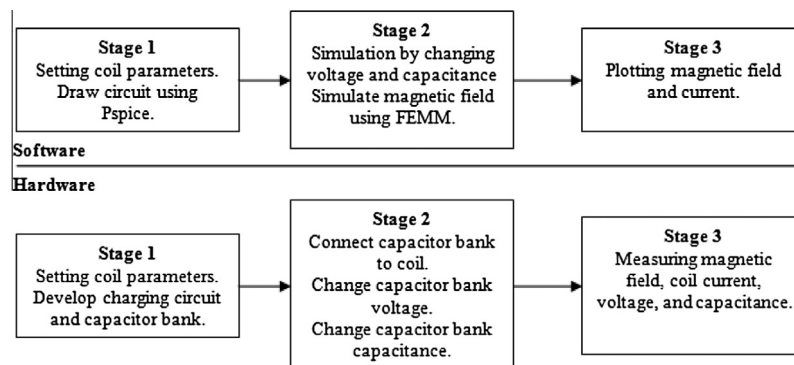 Stage 1
Setting coil parameters.
Draw circuit using
Pspice.
Stage 2
Simulation by changing
voltage and capacitance
Simulate magnetic field
using FEMM.
Stage 3
Plotting magnetic field
and current.
Software
Hardware
Stage 1
Setting coil parameters.
Develop charging circuit
and capacitor bank.
Stage 2
Connect capacitor bank
to coil.
Change capacitor bank
voltage.
Change capacitor bank
capacitance.
Stage 3
Measuring magnetic
field, coil current,
voltage, and capacitance.